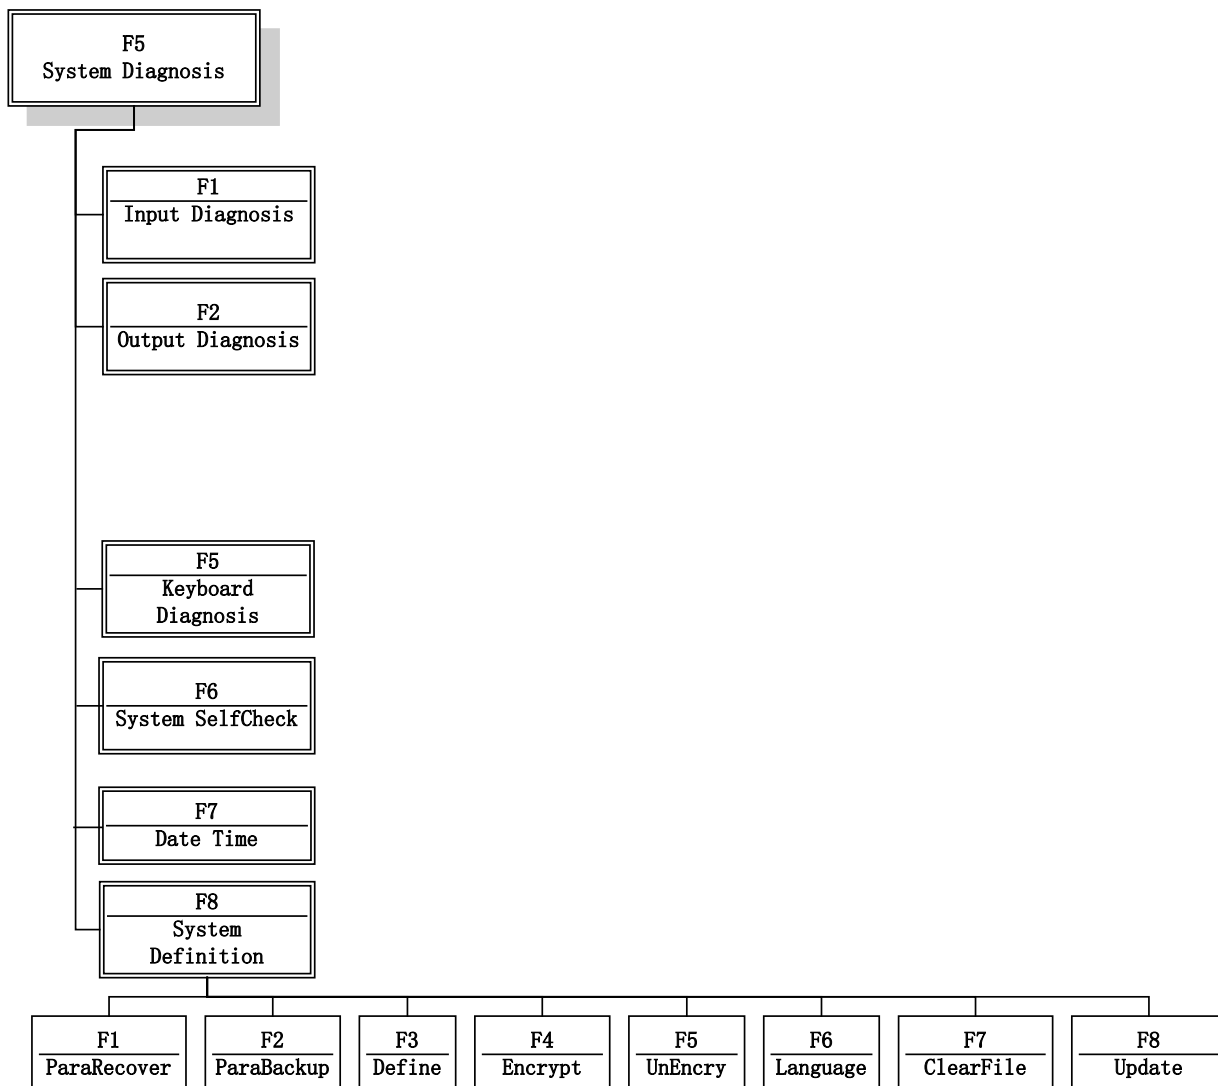 F5
System Diagnosis
F1
Input Diagnosis
F2
Output Diagnosis
F5
Keyboard
Diagnosis
F6
System SelfCheck
F7
Date Time
F8
System
Definition
F1
ParaRecover
F2
ParaBackup
F3
Define
F4
Encrypt
F5
UnEncry
F6
Language
F7
ClearFile
F8
Update